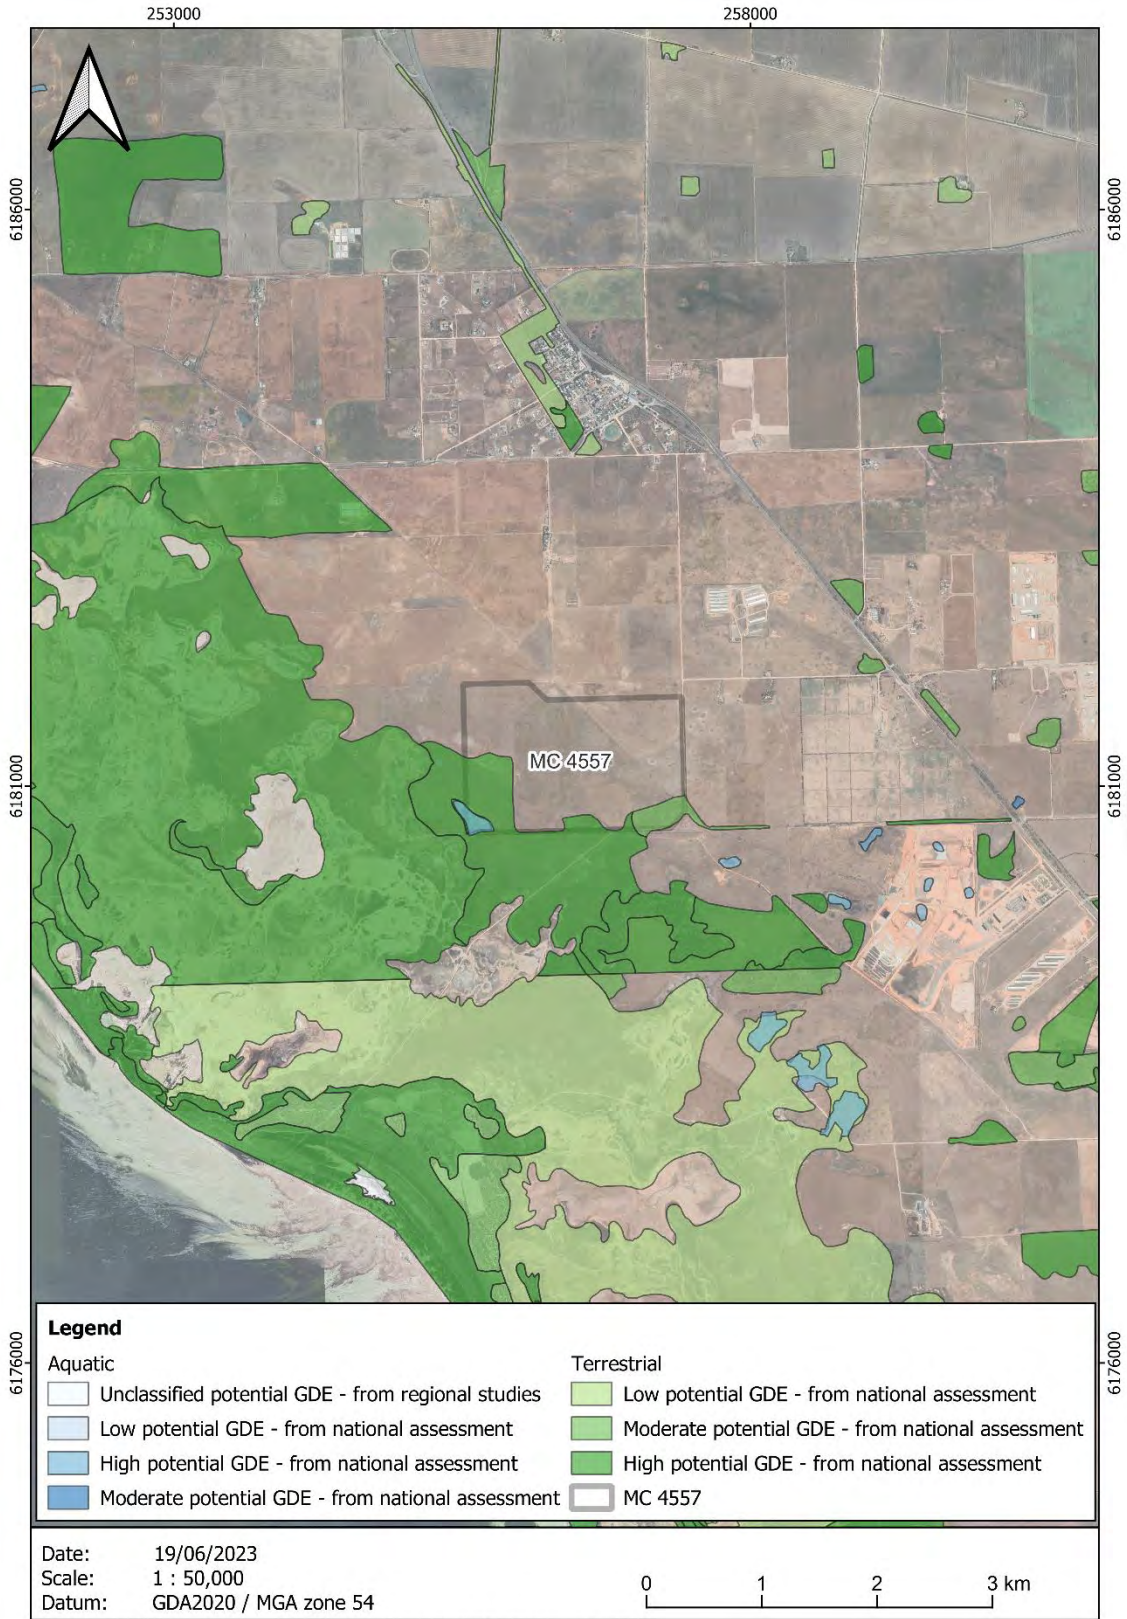 253000
258000
6186000
6186000
MC 4557
6181000
6181000
6176000
6176000
Legend
Aquatic
Unclassified potential GDE - from regional studies
Low potential GDE - from national assessment
High potential GDE - from national assessment
Moderate potential GDE - from national assessment
Terrestrial
Low potential GDE - from national assessment
Moderate potential GDE - from national assessment
High potential GDE - from national assessment
MC 4557
Date: 19/06/2023
Scale: 1 : 50,000
Datum: GDA2020 / MGA zone 54
0 1 2 3 km